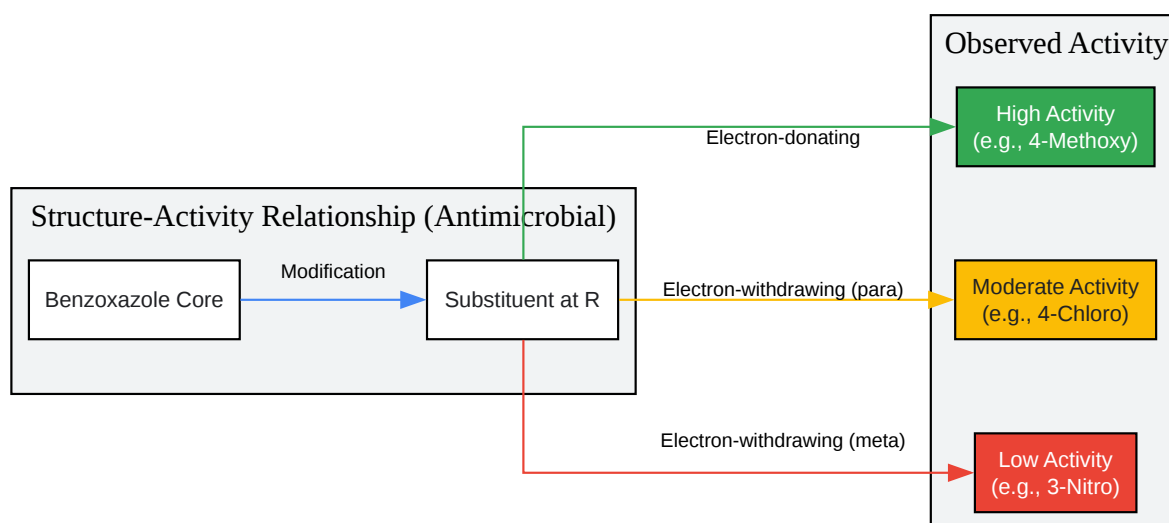 Observed Activity
High Activity
(e.g., 4-Methoxy)
Electron-donating
Structure-Activity Relationship (Antimicrobial)
Modification
Benzoxazole Core
Substituent at R
Electron-withdrawing (para)
Moderate Activity
(e.g., 4-Chloro)
Electron-withdrawing (meta)
Low Activity
(e.g., 3-Nitro)